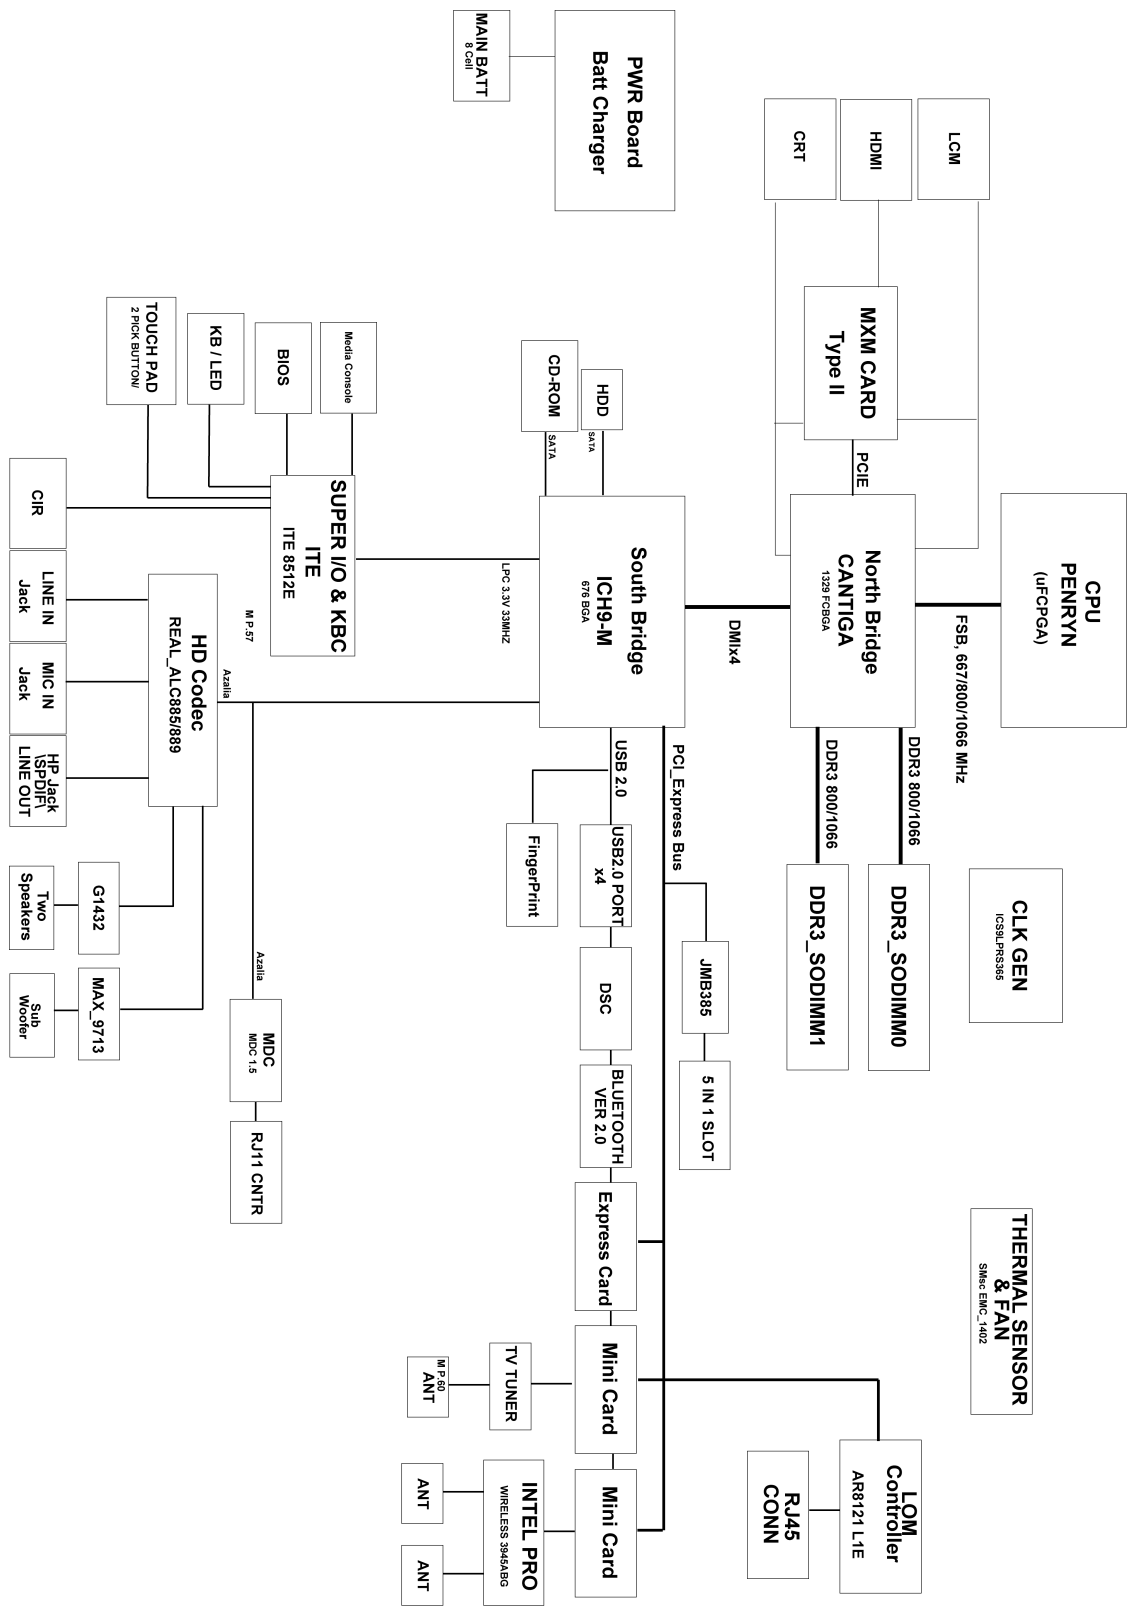 CPU
PENRYN
(uFCPGA)
CLK GEN
ICS9LPRS365
THERMAL SENSOR
& FAN
SMsc EMC_1402
FSB, 667/800/1066 MHz
LCM
HDMI
CRT
MXM CARD
Type II
PCIE
North Bridge
CANTIGA
1329 FCBGA
DDR3 800/1066
DDR3_SODIMM0
DDR3 800/1066
DDR3_SODIMM1
LOM
Controller
AR8121 L1E
RJ45
CONN
DMIx4
PWR Board
Batt Charger
MAIN BATT
8 Cell
HDD
SATA
CD-ROM
SATA
South Bridge
ICH9-M
676 BGA
PCI_Express Bus
JMB385
5 IN 1 SLOT
USB 2.0
USB2.0 PORT
x4
DSC
BLUETOOTH
VER 2.0
Express Card
Mini Card
Mini Card
FingerPrint
TV TUNER
M P.60
ANT
INTEL PRO
WIRELESS 3945ABG
ANT
ANT
LPC 3.3V 33MHZ
Media Console
BIOS
KB / LED
TOUCH PAD
2 PICK BUTTON/
SUPER I/O & KBC
ITE
ITE 8512E
M P.57
Azalia
Azalia
MDC
MDC 1.5
RJ11 CNTR
HD Codec
REAL_ALC885/889
CIR
LINE IN
Jack
MIC IN
Jack
HP Jack
\SPDIF\
LINE OUT
G1432
Two
Speakers
MAX_9713
Sub
Woofer